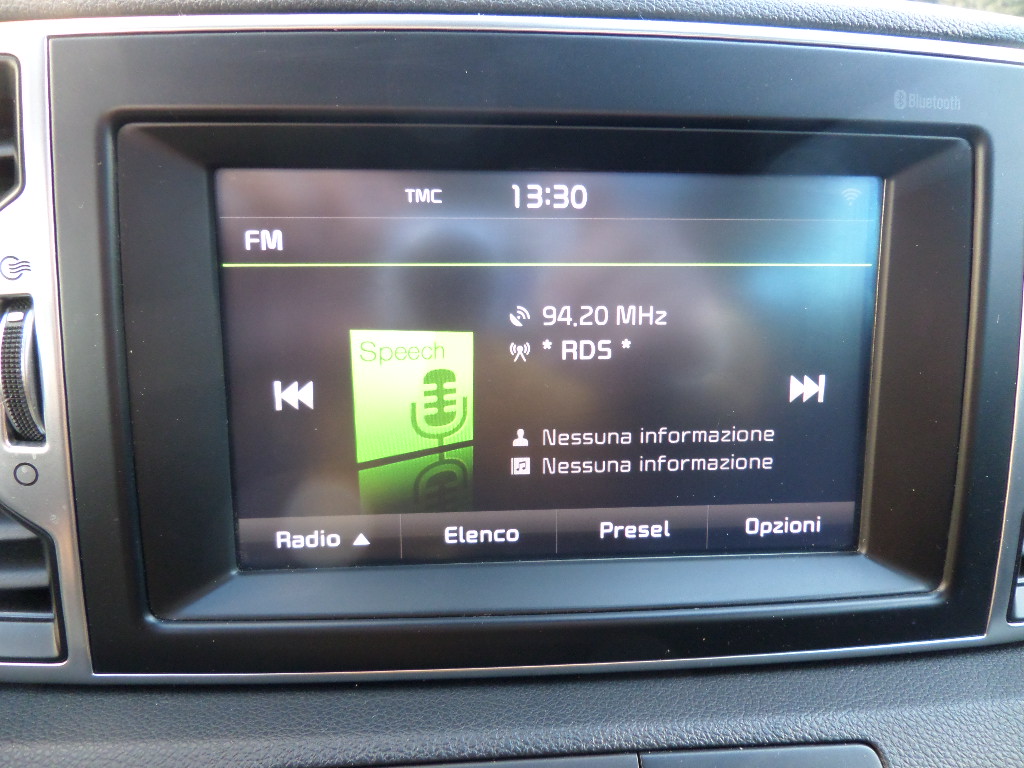 Bluetooth
TMC 13:30
FM
94.20 MHz
* RDS *
Speech
Nessuna informazione
Nessuna informazione
Radio ▲ Elenco Presel Opzioni